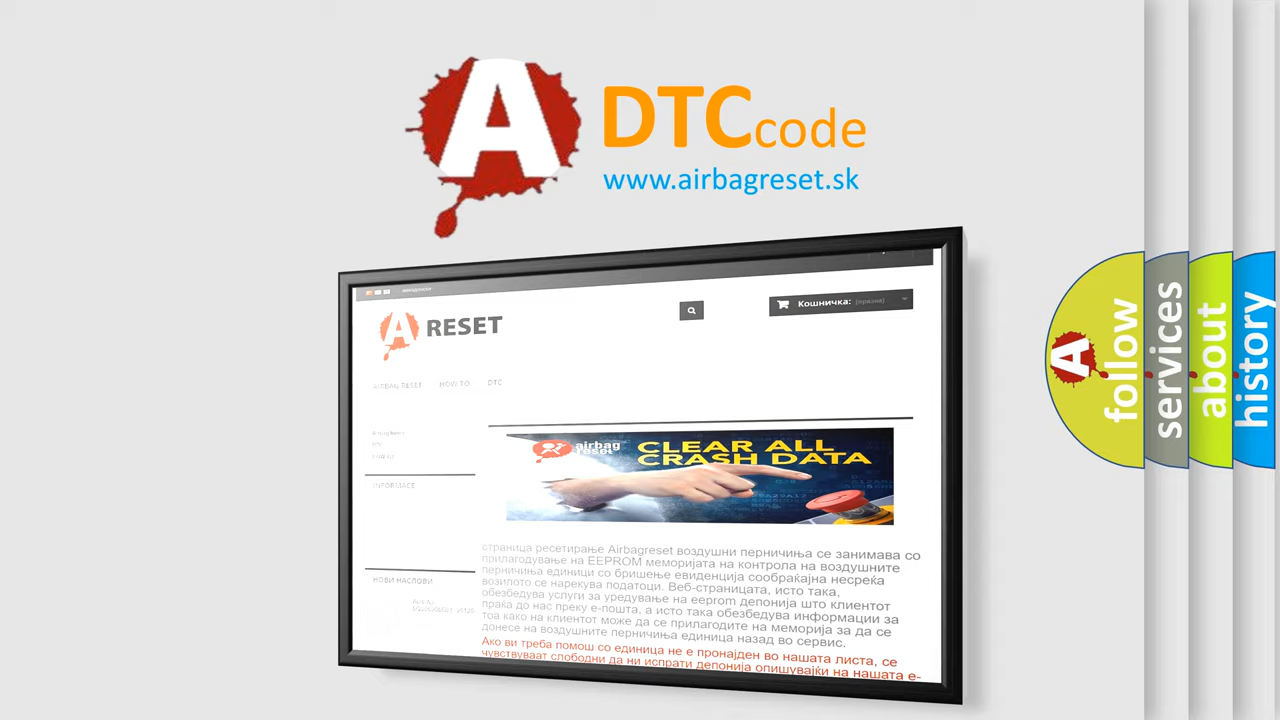 A
DTCcode
www.airbagreset.sk
A RESET
Кошничка: (празни)
AIRBAG RESET HOW TO DTC
INFORMACE
НОВИ НАСЛОВИ
airbag
reset
CLEAR ALL
CRASH DATA
страница ресетирање Airbagreset воздушни перничиња се занимава со
прилагодување на EEPROM меморијата на контрола на воздушните
перничиња единици со бришење евиденција сообраќајна несреќа
возилото се нарекува податоци. Веб-страницата, исто така,
обезбедува услуги за уредување на eeprom депонија што клиентот
праќа до нас преку е-пошта, а исто така обезбедува информации за
тоа како на клиентот може да се прилагодите на меморија за да се
донесе на воздушните перничиња единица назад во сервис.
Ако ви треба помош со единица не е пронајден во нашата листа, се
чувствуваат слободни да ни испрати депонија опишувајќи на нашата е-
A
follow
services
about
history